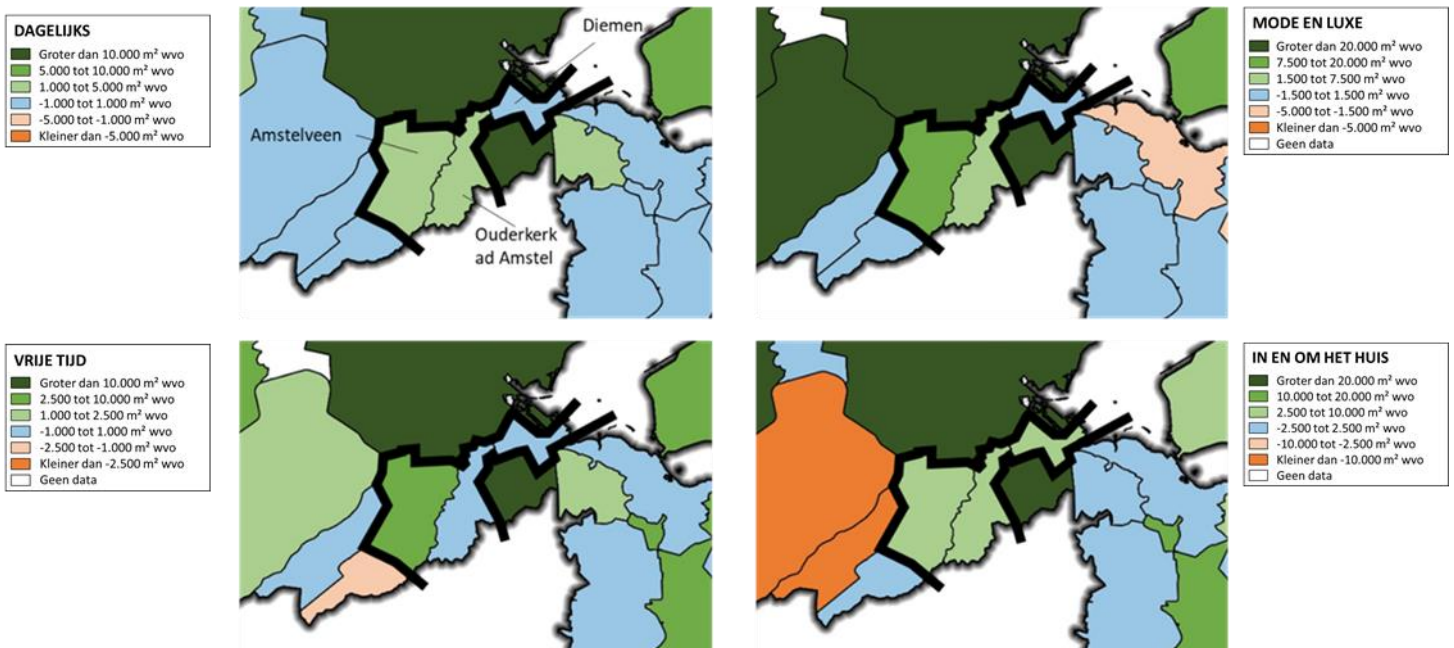 DAGELIJKS
Groter dan 10.000 m² wvo
5.000 tot 10.000 m² wvo
1.000 tot 5.000 m² wvo
-1.000 tot 1.000 m² wvo
-5.000 tot -1.000 m² wvo
Kleiner dan -5.000 m² wvo
Diemen
Amstelveen
Ouderkerk
ad Amstel
MODE EN LUXE
Groter dan 20.000 m² wvo
7.500 tot 20.000 m² wvo
1.500 tot 7.500 m² wvo
-1.500 tot 1.500 m² wvo
-5.000 tot -1.500 m² wvo
Kleiner dan -5.000 m² wvo
Geen data
VRIJE TIJD
Groter dan 10.000 m² wvo
2.500 tot 10.000 m² wvo
1.000 tot 2.500 m² wvo
-1.000 tot 1.000 m² wvo
-2.500 tot -1.000 m² wvo
Kleiner dan -2.500 m² wvo
Geen data
IN EN OM HET HUIS
Groter dan 20.000 m² wvo
10.000 tot 20.000 m² wvo
2.500 tot 10.000 m² wvo
-2.500 tot 2.500 m² wvo
-10.000 tot -2.500 m² wvo
Kleiner dan -10.000 m² wvo
Geen data